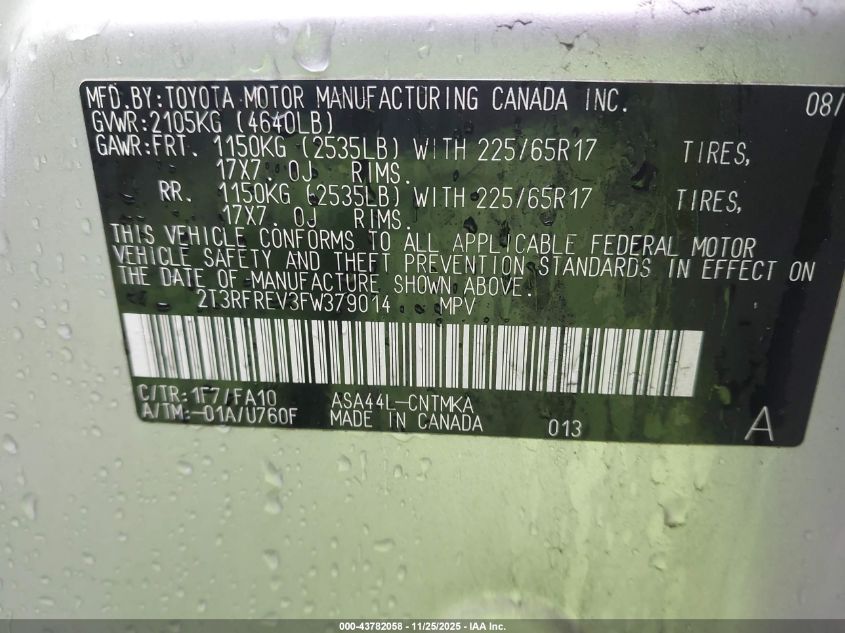 MFD. BY: TOYOTA MOTOR MANUFACTURING CANADA INC. 08/
GVWR: 2105KG (4640LB)
GAWR: FRT. 1150KG (2535LB) WITH 225/65R17 TIRES,
17X7. 0J RIMS.
RR. 1150KG (2535LB) WITH 225/65R17 TIRES,
17X7. 0J RIMS.
THIS VEHICLE CONFORMS TO ALL APPLICABLE FEDERAL MOTOR
VEHICLE SAFETY AND THEFT PREVENTION STANDARDS IN EFFECT ON
THE DATE OF MANUFACTURE SHOWN ABOVE.
2T3RFREV3FW379014 MPV
C/TR: 1F7/FA10 ASA44L-CNTMKA
A/TM: -01A/U760F MADE IN CANADA 013 A
000-43782058 - 11/25/2025 - IAA Inc.